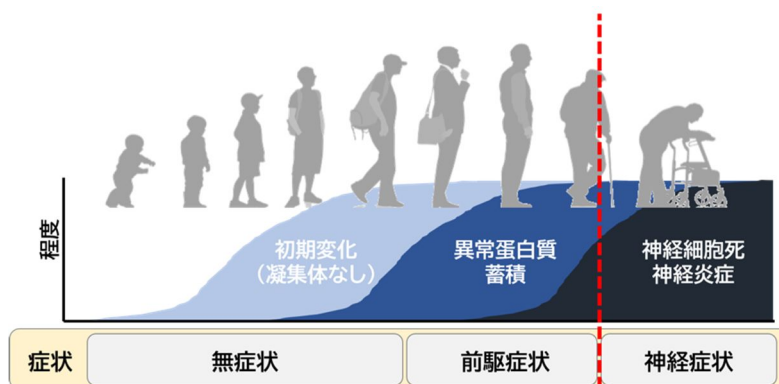 程度
初期変化
（凝集体なし）
異常蛋白質
蓄積
神経細胞死
神経炎症
症状
無症状
前駆症状
神経症状